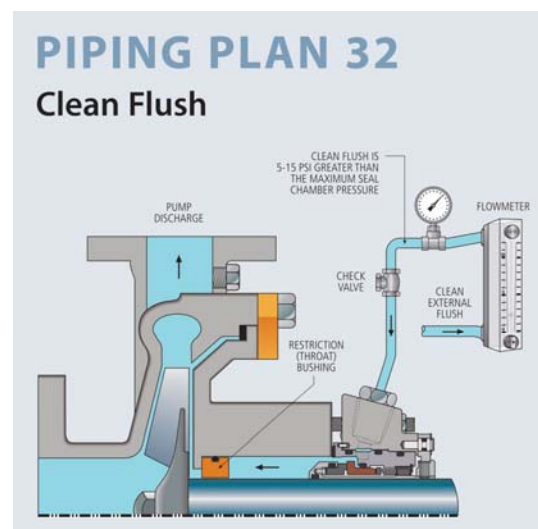 PIPING PLAN 32
Clean Flush
CLEAN FLUSH IS
5-15 PSI GREATER THAN
THE MAXIMUM SEAL
CHAMBER PRESSURE
FLOWMETER
PUMP
DISCHARGE
CHECK
VALVE
CLEAN
EXTERNAL
FLUSH
RESTRICTION
(THROAT)
BUSHING